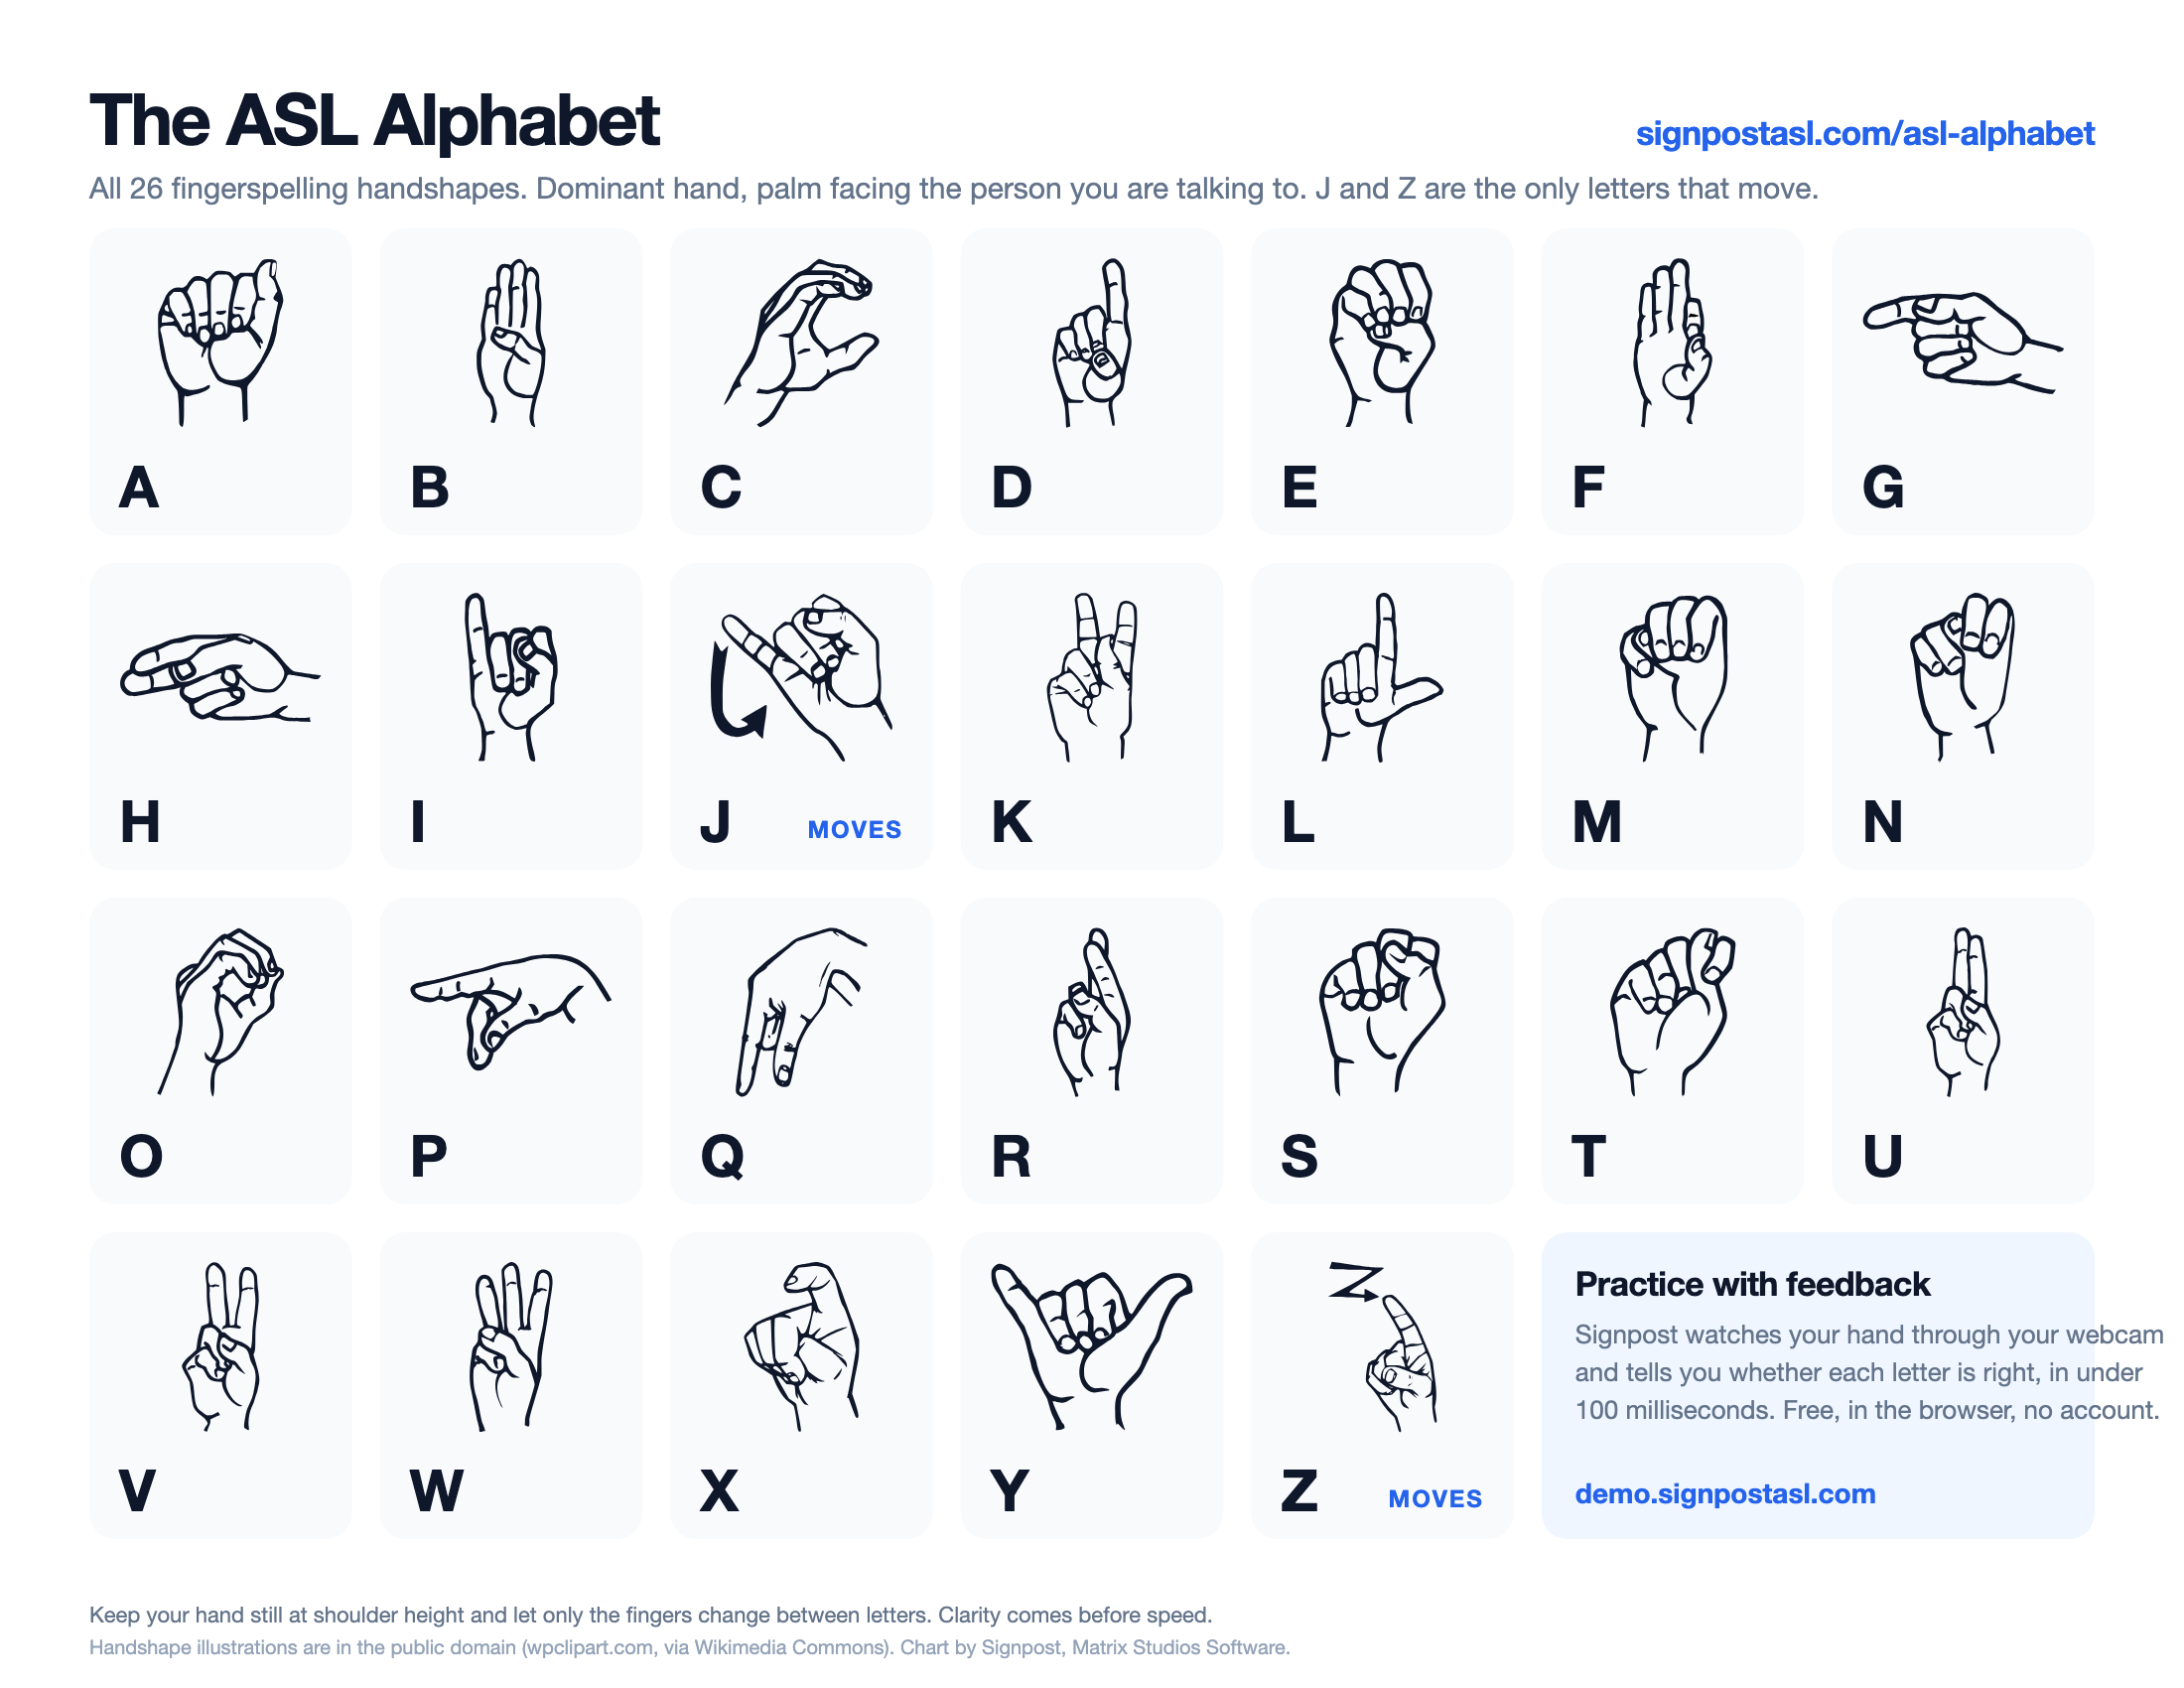 The ASL Alphabet
signpostasl.com/asl-alphabet
All 26 fingerspelling handshapes. Dominant hand, palm facing the person you are talking to. J and Z are the only letters that move.
A B C D E F G
H I J MOVES K L M N
O P Q R S T U
V W X Y Z MOVES
Practice with feedback
Signpost watches your hand through your webcam
and tells you whether each letter is right, in under
100 milliseconds. Free, in the browser, no account.
demo.signpostasl.com
Keep your hand still at shoulder height and let only the fingers change between letters. Clarity comes before speed.
Handshape illustrations are in the public domain (wpclipart.com, via Wikimedia Commons). Chart by Signpost, Matrix Studios Software.